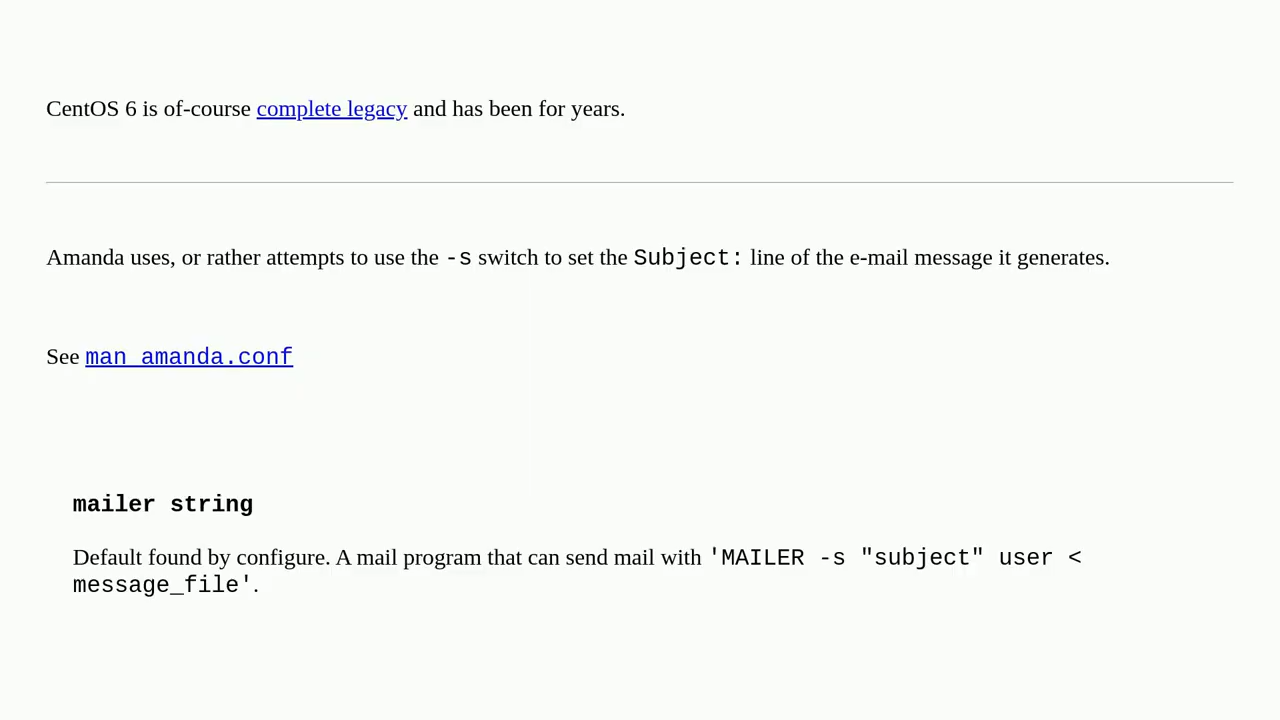 CentOS 6 is of-course complete legacy and has been for years.
Amanda uses, or rather attempts to use the -s switch to set the Subject: line of the e-mail message it generates.
See man amanda.conf
mailer string
Default found by configure. A mail program that can send mail with 'MAILER -s "subject" user <
message_file'.